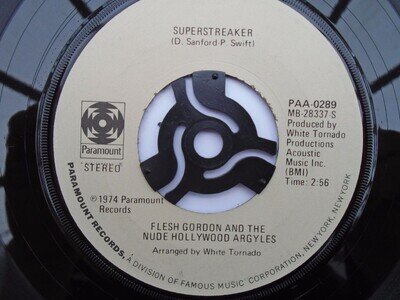 SUPERSTREAKER
(D. Sanford-P. Swift)
Paramount
STEREO
PAA-0289
MB-28337-S
Produced by
White Tornado
Productions
Acoustic
Music Inc.
(BMI)
Time: 2:56
℗1974 Paramount
Records
FLESH GORDON AND THE
NUDE HOLLYWOOD ARGYLES
Arranged by White Tornado
PARAMOUNT RECORDS, A DIVISION OF FAMOUS MUSIC CORPORATION, NEW YORK, NEW YORK